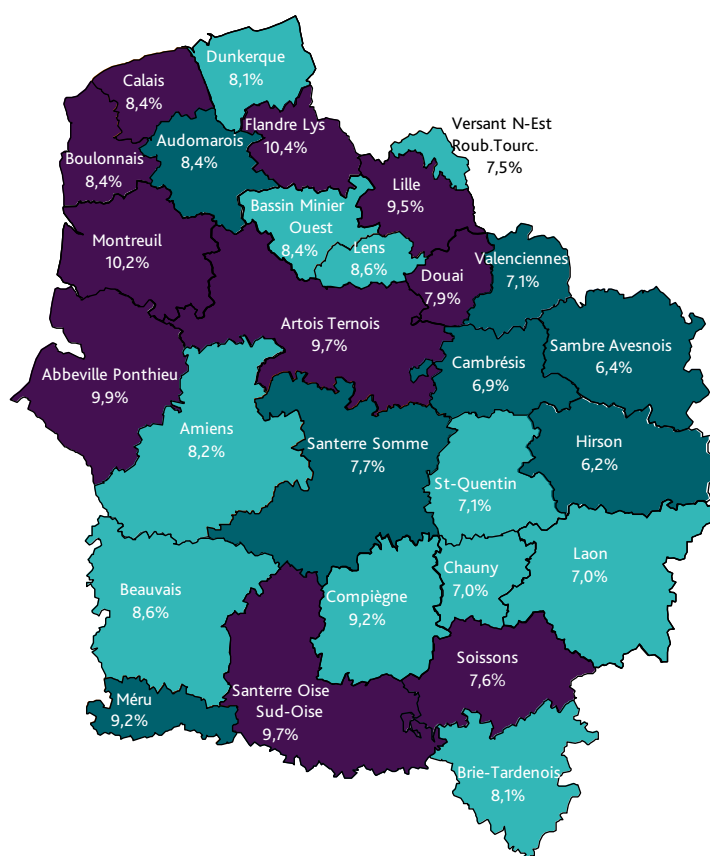 Dunkerque
8,1%
Calais
8,4%
Flandre Lys
10,4%
Versant N-Est
Roub.Tourc.
7,5%
Audomarois
8,4%
Boulonnais
8,4%
Lille
9,5%
Bassin Minier
Ouest
8,4%
Montreuil
10,2%
Lens
8,6%
Douai
7,9%
Valenciennes
7,1%
Artois Ternois
9,7%
Sambre Avesnois
6,4%
Cambrésis
6,9%
Abbeville Ponthieu
9,9%
Amiens
8,2%
Santerre Somme
7,7%
Hirson
6,2%
St-Quentin
7,1%
Laon
7,0%
Chauny
7,0%
Beauvais
8,6%
Compiègne
9,2%
Soissons
7,6%
Méru
9,2%
Santerre Oise
Sud-Oise
9,7%
Brie-Tardenois
8,1%